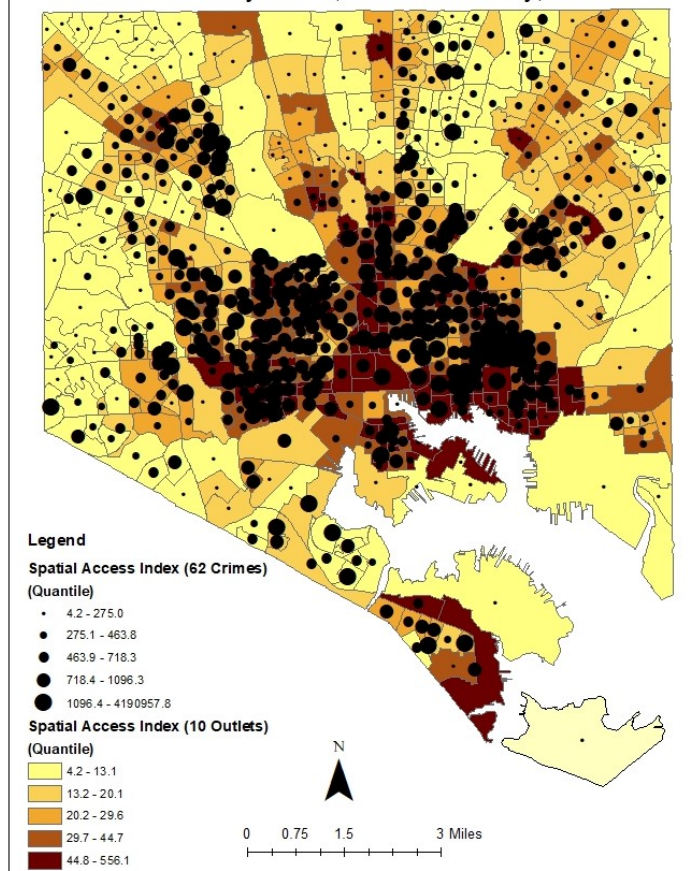 Legend
Spatial Access Index (62 Crimes)
(Quantile)
4.2 - 275.0
275.1 - 463.8
463.9 - 718.3
718.4 - 1096.3
1096.4 - 4190957.8
Spatial Access Index (10 Outlets)
(Quantile)
4.2 - 13.1
13.2 - 20.1
20.2 - 29.6
29.7 - 44.7
44.8 - 556.1
N
0 0.75 1.5 3 Miles